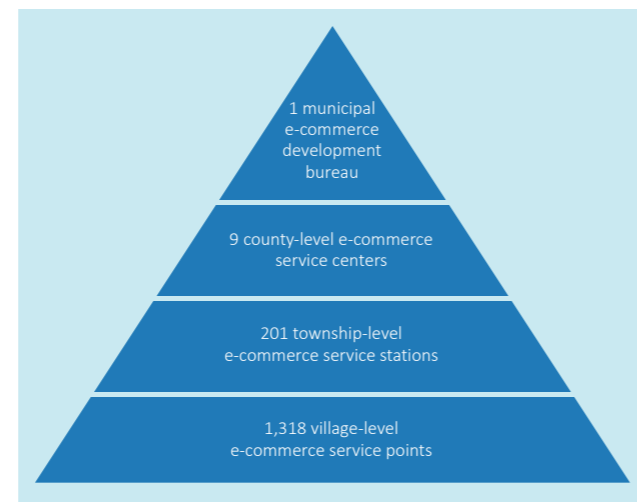 1 municipal
e-commerce
development
bureau
9 county-level e-commerce
service centers
201 township-level
e-commerce service stations
1,318 village-level
e-commerce service points